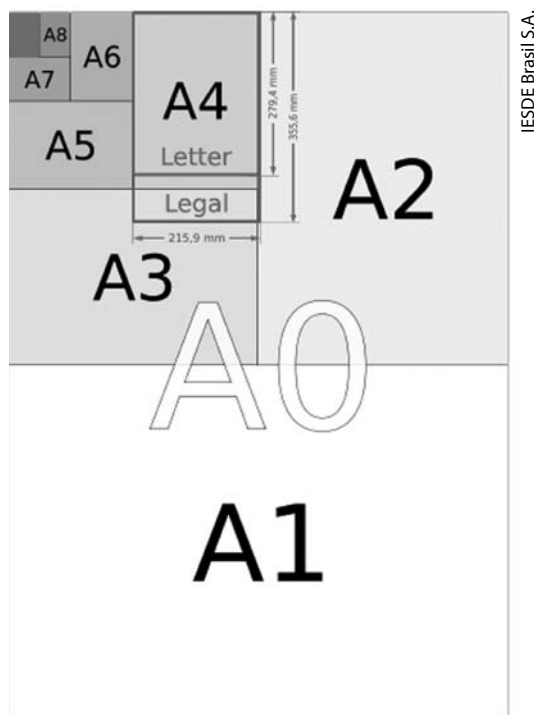 A8
A7
A6
A5
A4
Letter
Legal
279,4 mm
355,6 mm
215,9 mm
A3
A2
A0
A1
IESDE Brasil S.A.